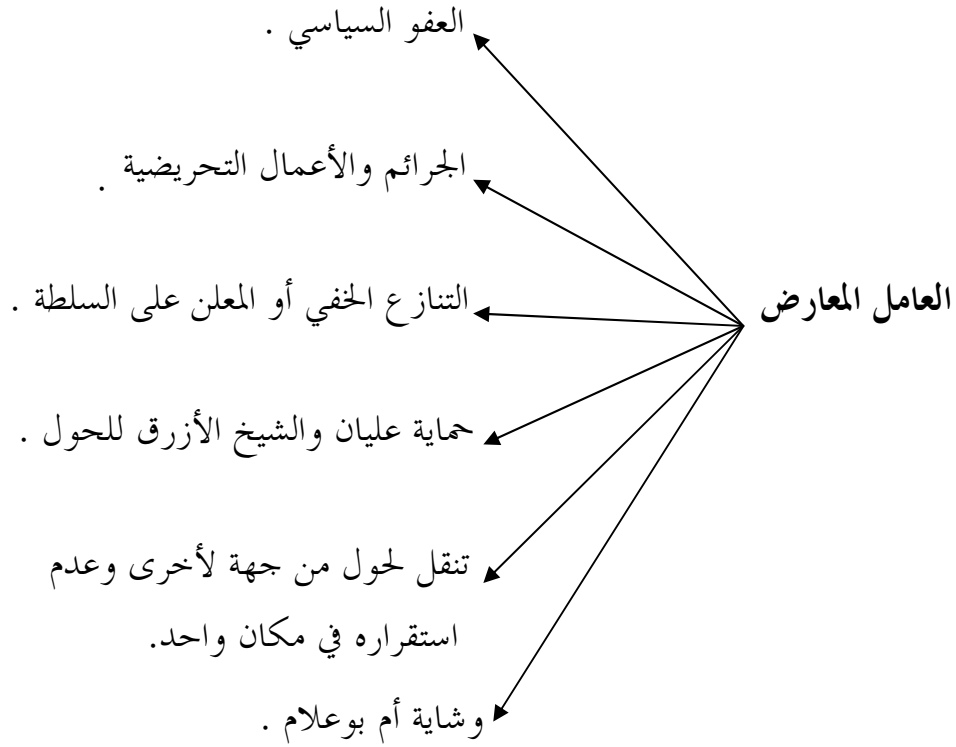 العفو السياسي .
الجرائم والأعمال التحريضية .
العامل المعارض
التنازع الخفي أو المعلن على السلطة .
حماية عليان والشيخ الأزرق للحول .
تنقل لحول من جهة لأخرى وعدم
استقراره في مكان واحد.
وشاية أم بوعلام .